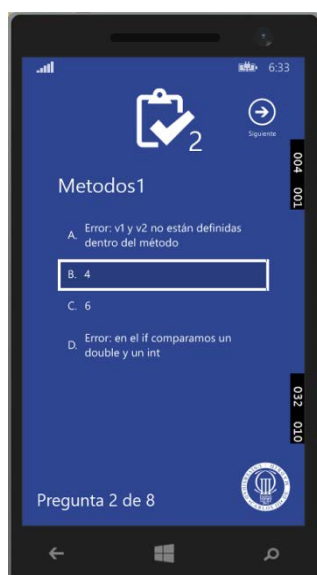 6:33
2
Siguiente
Metodos1
A. Error: v1 y v2 no están definidas
dentro del método
B. 4
C. 6
D. Error: en el if comparamos un
double y un int
004 001
032 010
Pregunta 2 de 8